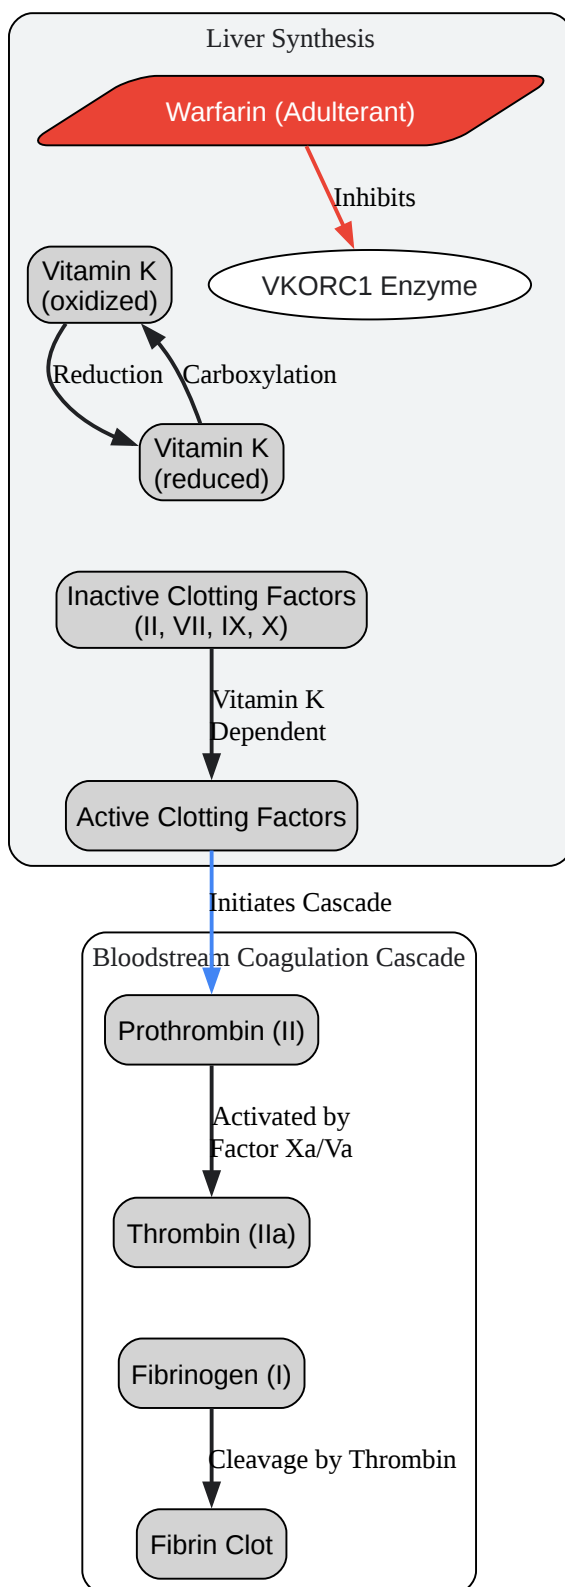 Liver Synthesis
Warfarin (Adulterant)
Inhibits
VKORC1 Enzyme
Vitamin K
(oxidized)
Reduction
Carboxylation
Vitamin K
(reduced)
Inactive Clotting Factors
(II, VII, IX, X)
Vitamin K
Dependent
Active Clotting Factors
Initiates Cascade
Bloodstream Coagulation Cascade
Prothrombin (II)
Activated by
Factor Xa/Va
Thrombin (IIa)
Fibrinogen (I)
Cleavage by Thrombin
Fibrin Clot